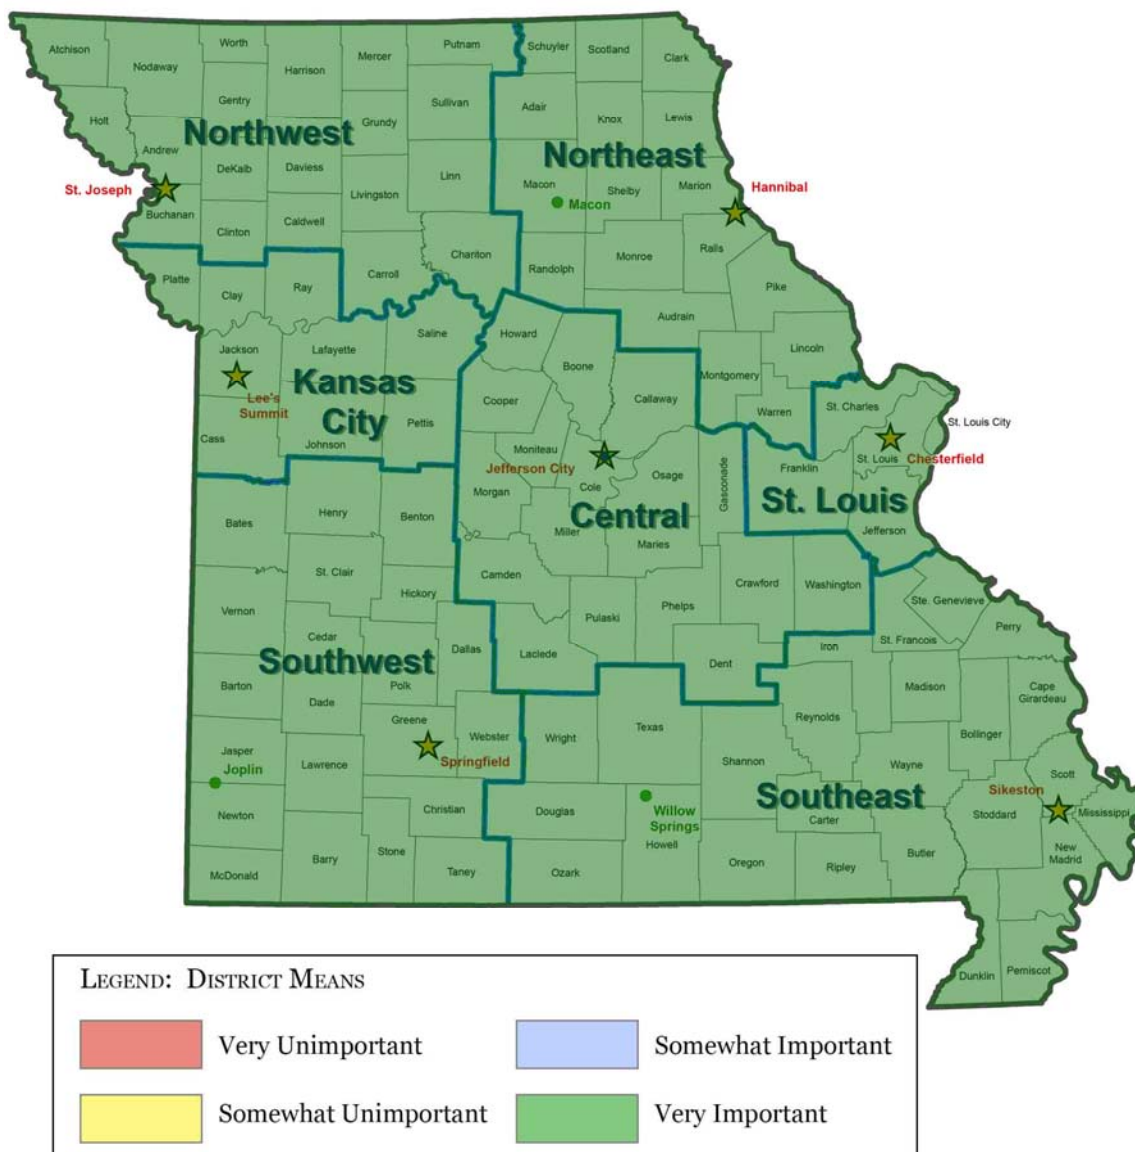 Atchison
Nodaway
Worth
Harrison
Mercer
Putnam
Schuyler
Scotland
Clark
Holt
Gentry
Sullivan
Adair
Knox
Lewis
Andrew
Northwest
Grundy
Northeast
DeKalb
Daviess
Linn
St. Joseph
Macon
Macon
Shelby
Marion
Hannibal
Buchanan
Clinton
Caldwell
Livingston
Chariton
Randolph
Monroe
Ralls
Platte
Clay
Ray
Carroll
Pike
Audrain
Saline
Howard
Boone
Lincoln
Jackson
Lafayette
Montgomery
Kansas
City
Lee's
Summit
Cooper
Callaway
Warren
St. Charles
St. Louis City
Cass
Johnson
Pettis
Moniteau
Jefferson City
Cole
Osage
Gasconade
Franklin
St. Louis
Chesterfield
Morgan
Central
St. Louis
Bates
Henry
Benton
Miller
Maries
Jefferson
St. Clair
Camden
Crawford
Washington
Vernon
Hickory
Pulaski
Phelps
Ste. Genevieve
Cedar
Dallas
Laclede
Dent
Iron
St. Francois
Perry
Southwest
Barton
Polk
Madison
Cape
Girardeau
Dade
Greene
Webster
Wright
Texas
Reynolds
Bollinger
Jasper
Joplin
Lawrence
Springfield
Shannon
Wayne
Scott
Newton
Christian
Douglas
Willow
Springs
Howell
Southeast
Carter
Sikeston
Stoddard
Mississippi
McDonald
Barry
Stone
Taney
Ozark
Oregon
Ripley
Butler
New
Madrid
Dunklin
Pemiscot
LEGEND: DISTRICT MEANS
Very Unimportant
Somewhat Important
Somewhat Unimportant
Very Important